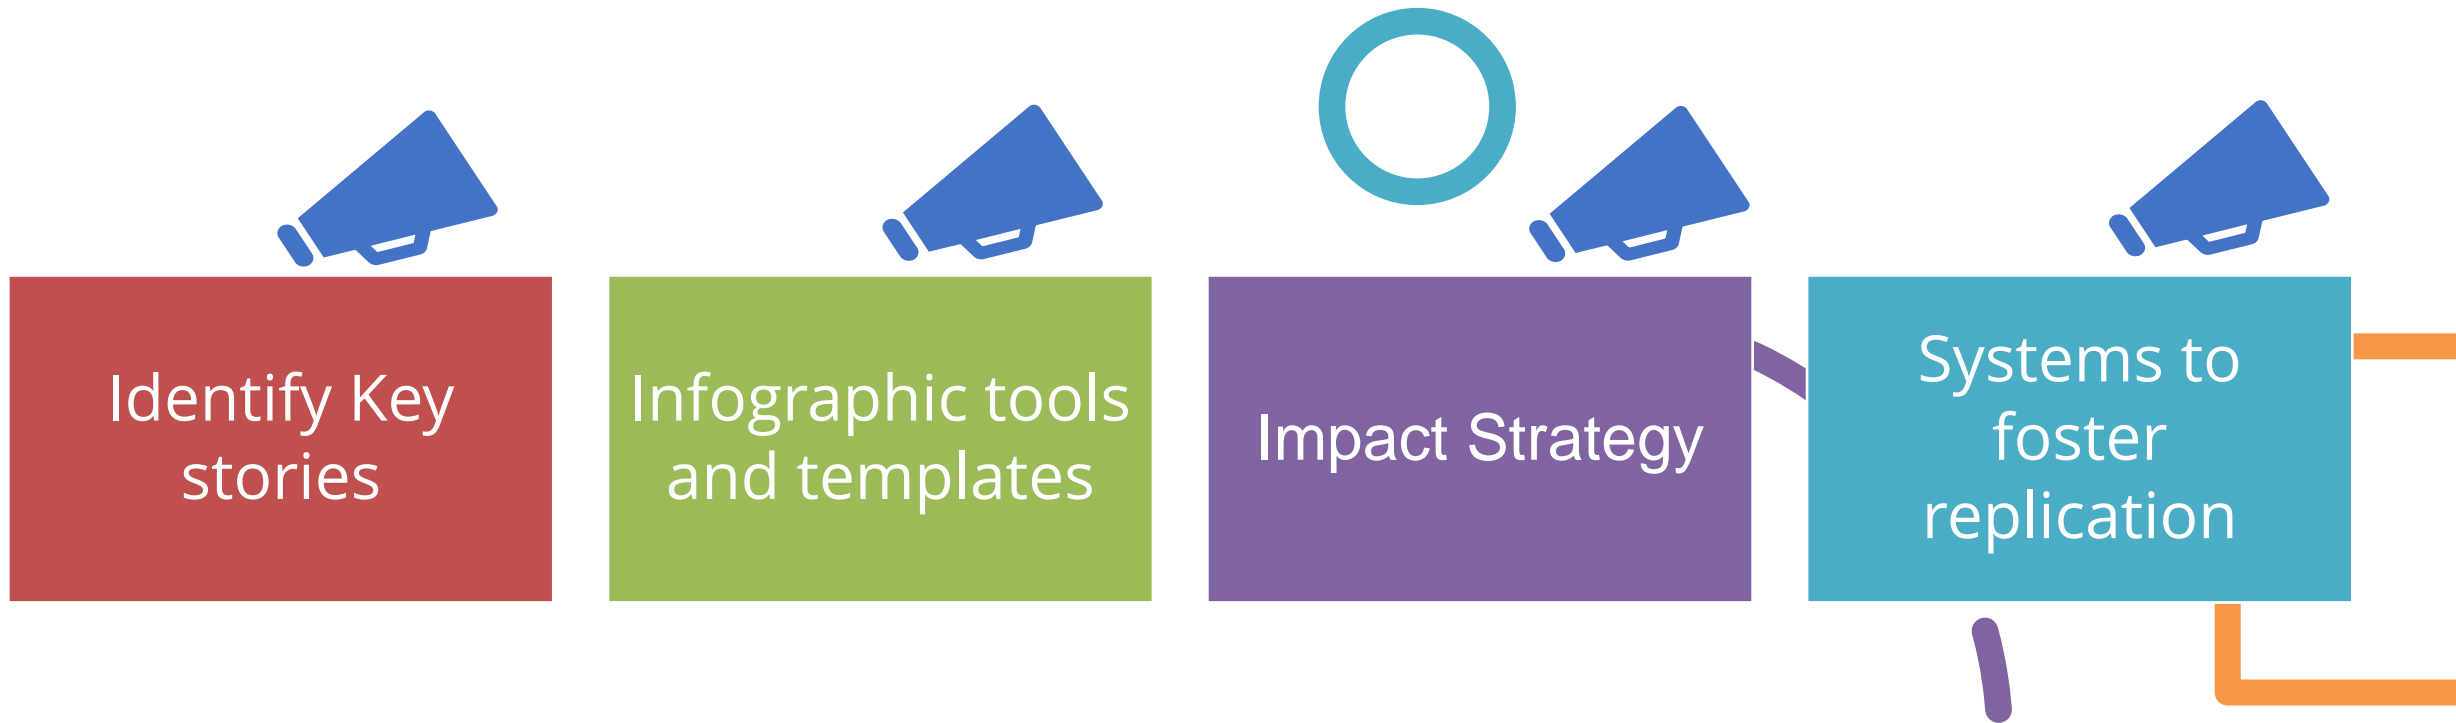 Identify Key
stories
Infographic tools
and templates
Impact Strategy
Systems to
foster
replication